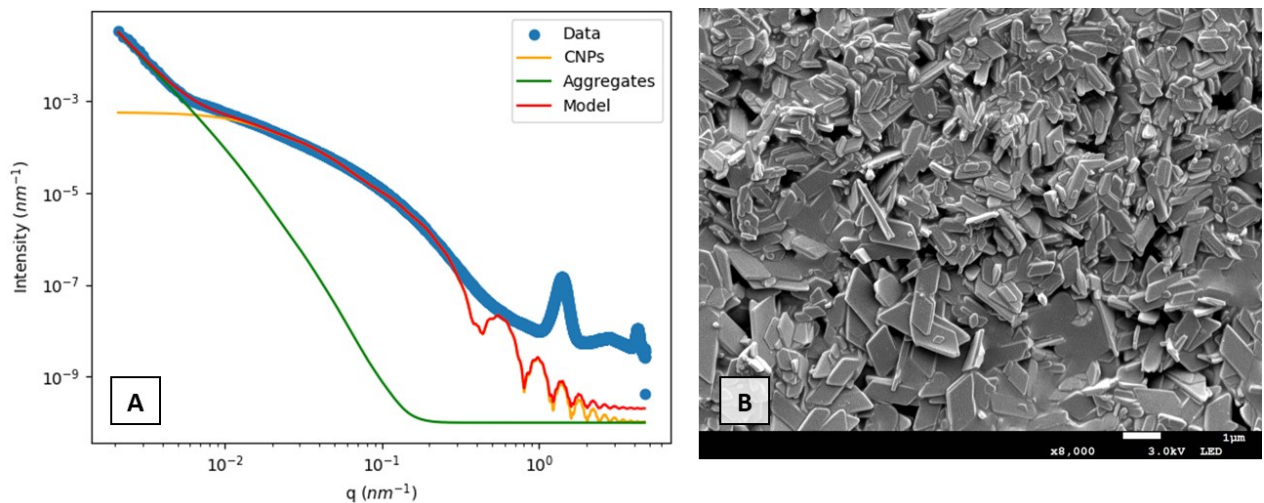 Data
CNPs
Aggregates
Model
Intensity (nm⁻¹)
10⁻³
10⁻⁵
10⁻⁷
10⁻⁹
A
10⁻² 10⁻¹ 10⁰
q (nm⁻¹)
B
1μm
x8,000 3.0kV LED